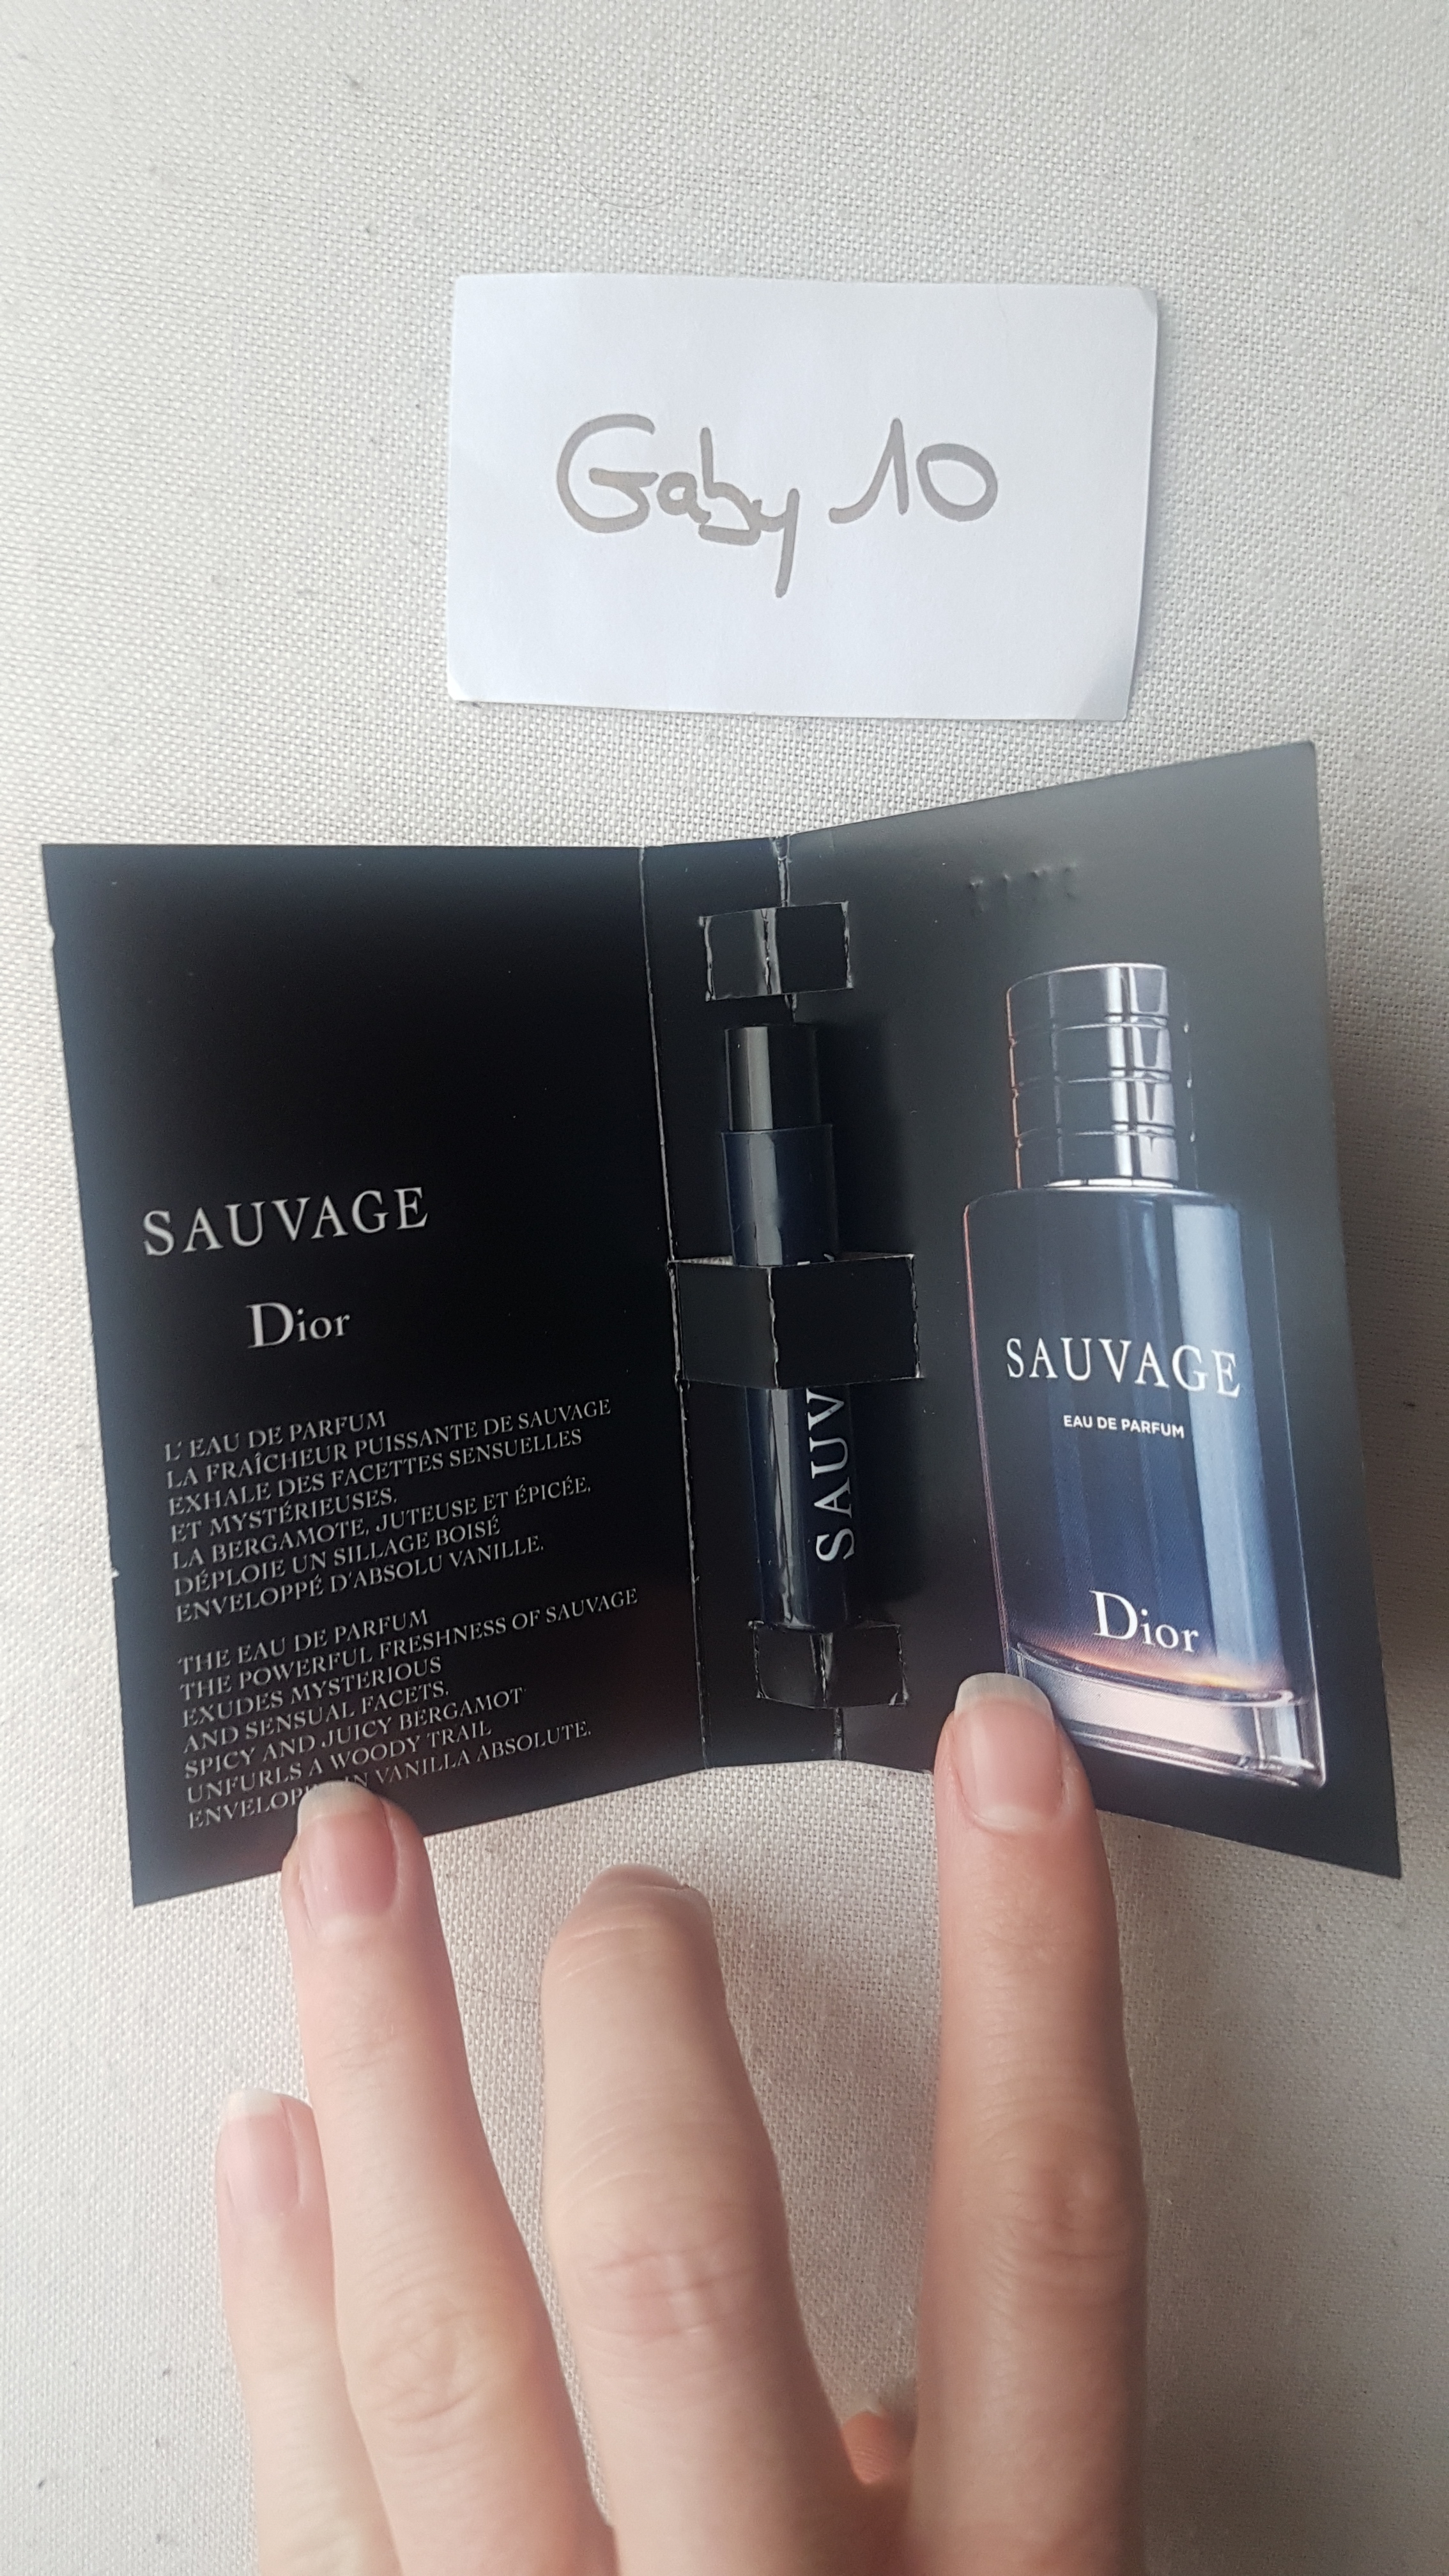 Gaby 10
SAUVAGE
Dior
L'EAU DE PARFUM
LA FRAÎCHEUR PUISSANTE DE SAUVAGE
EXHALE DES FACETTES SENSUELLES
ET MYSTÉRIEUSES.
LA BERGAMOTE, JUTEUSE ET ÉPICÉE,
DÉPLOIE UN SILLAGE BOISÉ
ENVELOPPÉ D'ABSOLU VANILLE.
THE EAU DE PARFUM
THE POWERFUL FRESHNESS OF SAUVAGE
EXUDES MYSTERIOUS
AND SENSUAL FACETS.
SPICY AND JUICY BERGAMOT
UNFURLS A WOODY TRAIL
IN VANILLA ABSOLUTE.
SAUV
SAUVAGE
EAU DE PARFUM
Dior